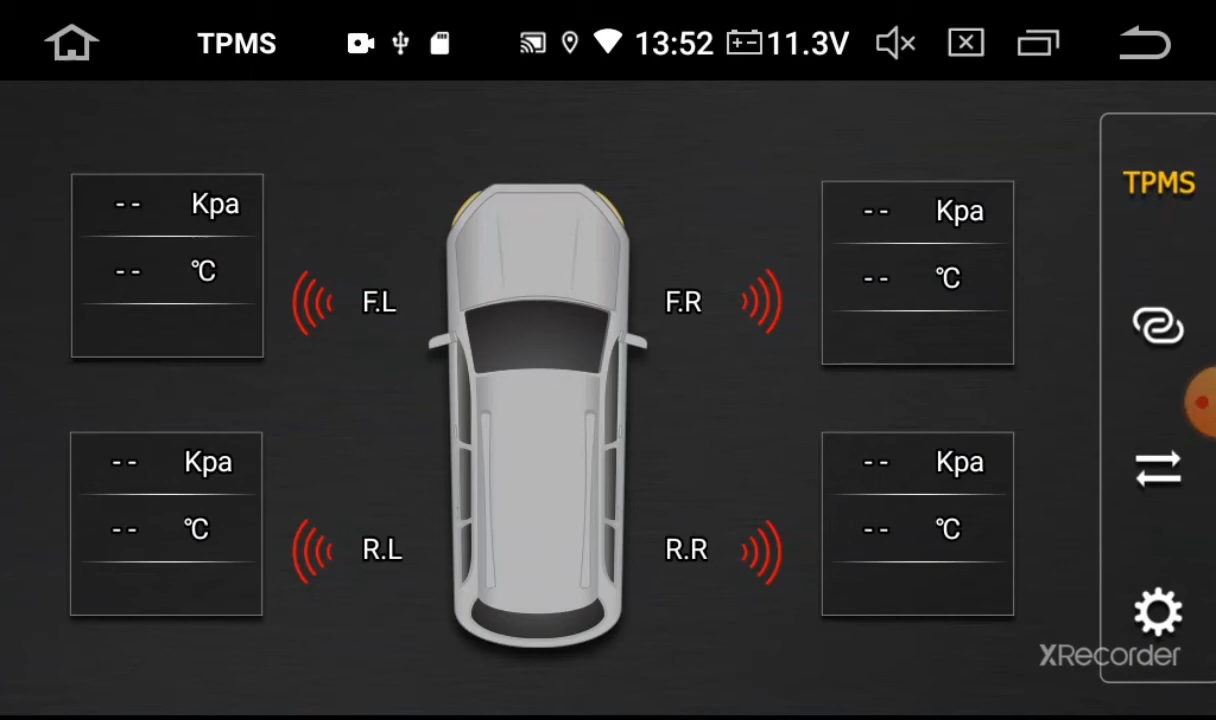 TPMS 13:52 11.3V
-- Kpa
-- ℃
F.L
F.R
-- Kpa
-- ℃
TPMS
-- Kpa
-- ℃
R.L
R.R
-- Kpa
-- ℃
XRecorder